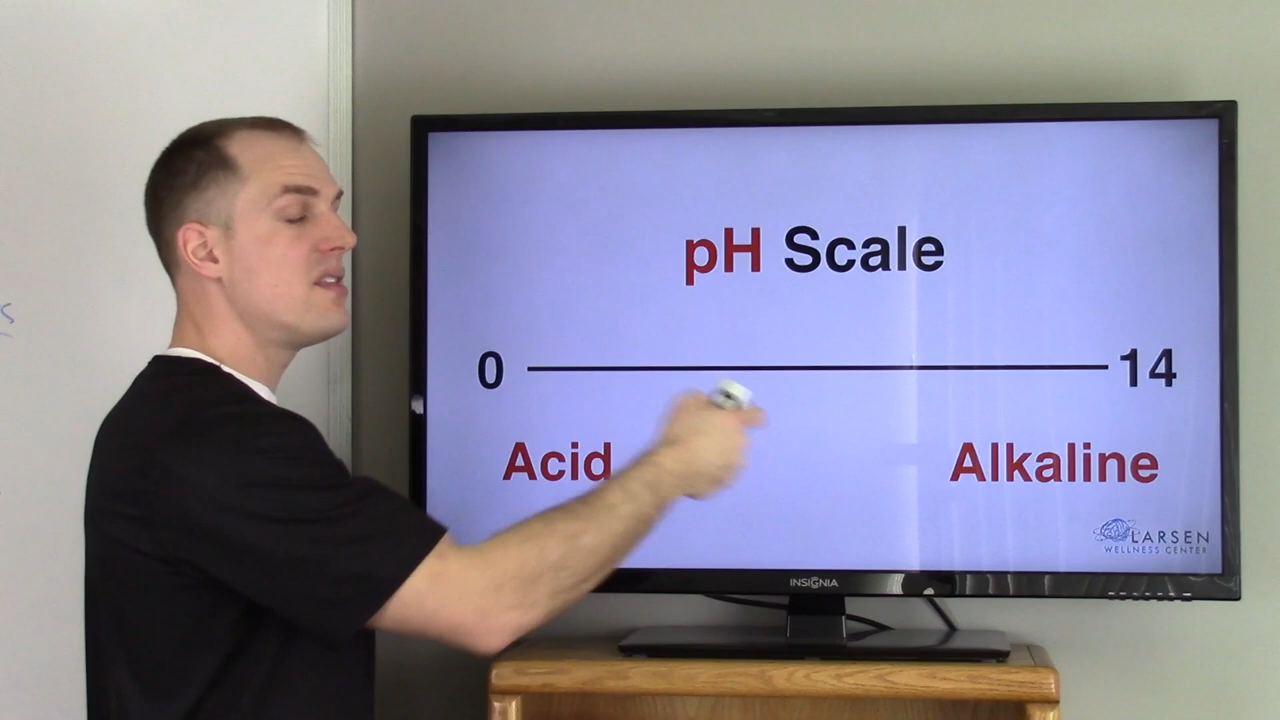 pH Scale
0 14
Acid Alkaline
LARSEN
WELLNESS CENTER
INSIGNIA